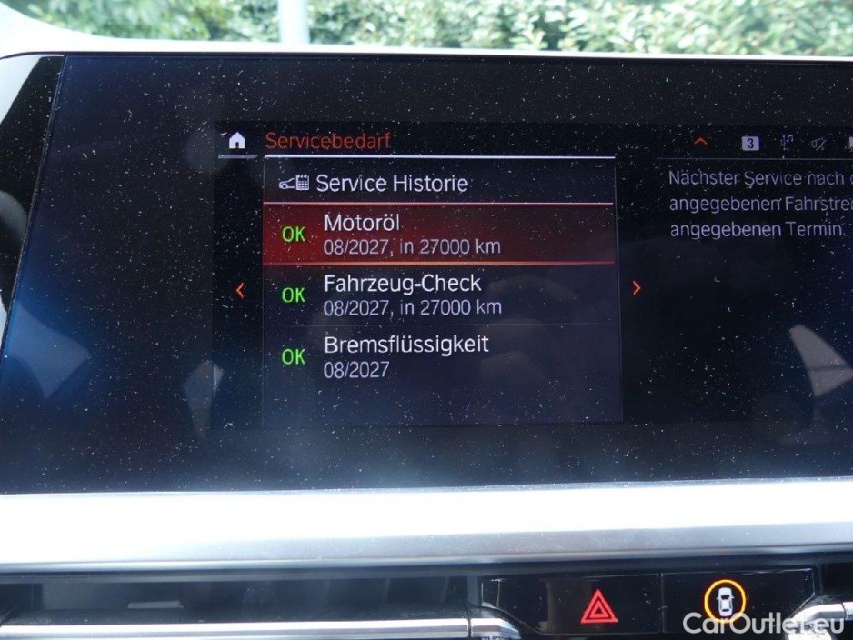 Servicebedarf
3
Service Historie
OK
Motoröl
08/2027, in 27000 km
OK
Fahrzeug-Check
08/2027, in 27000 km
OK
Bremsflüssigkeit
08/2027
Nächster Service nach
angegebenen Fahrstre
angegebenen Termin.
CarOutlet.eu